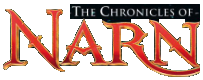 THE CHRONICLES OF
NARN